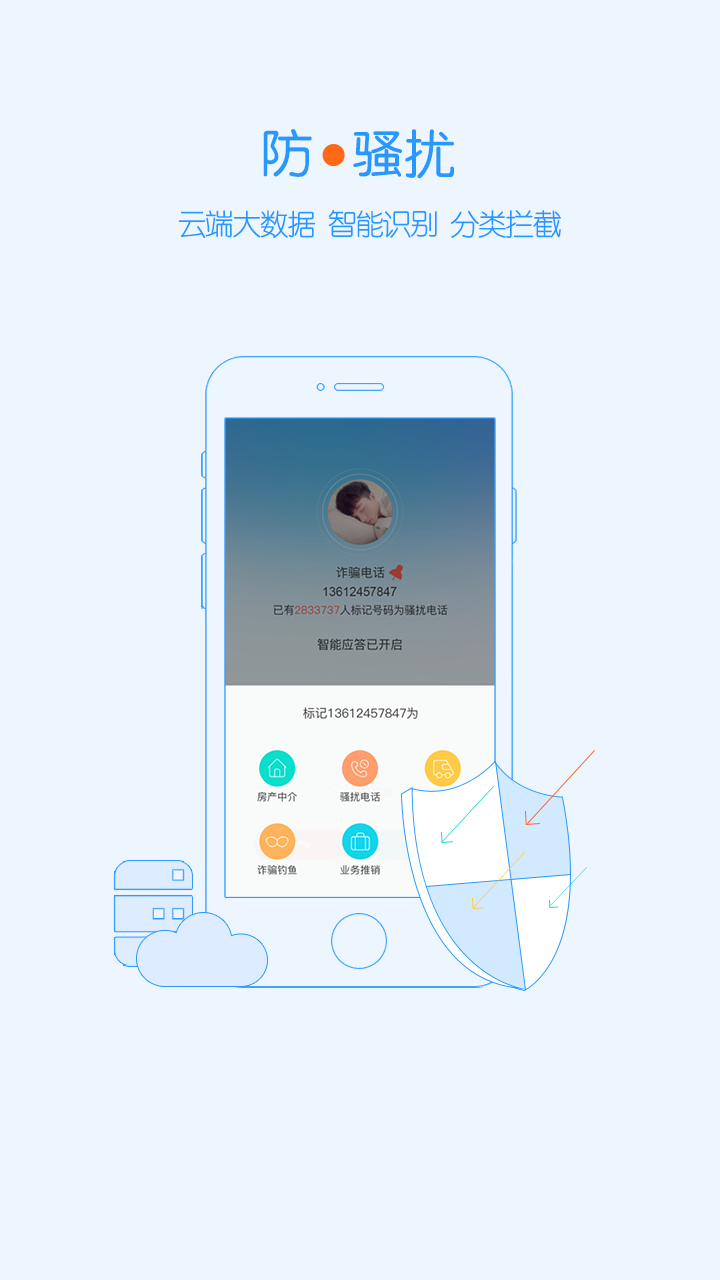 防•骚扰
云端大数据 智能识别 分类拦截
诈骗电话
13612457847
已有2833737人标记号码为骚扰电话
智能应答已开启
标记13612457847为
房产中介 骚扰电话
诈骗钓鱼 业务推销